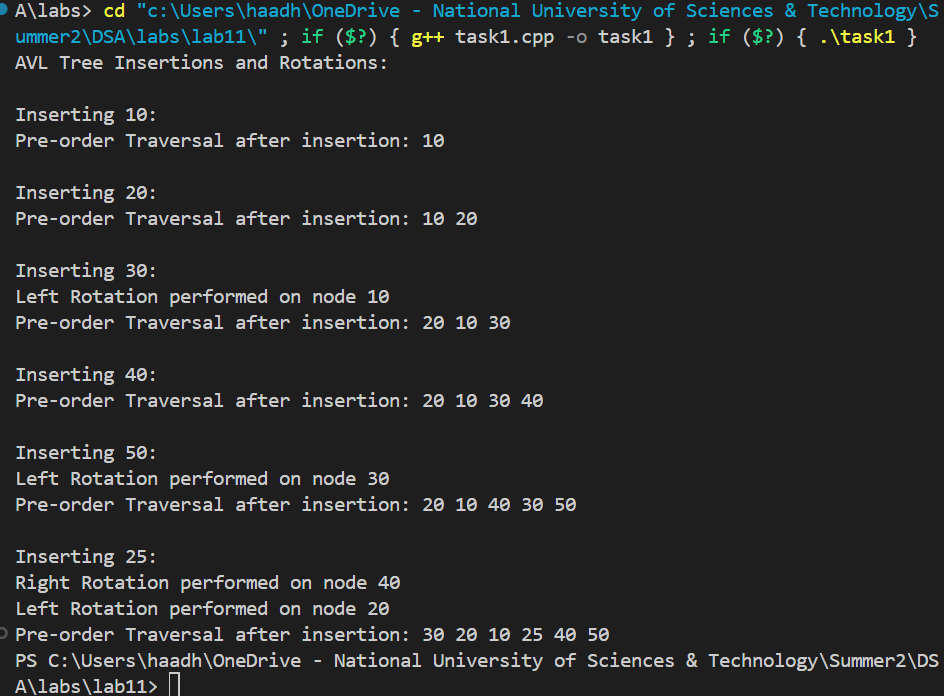 A\labs> cd "c:\Users\haadh\OneDrive - National University of Sciences & Technology\S
ummer2\DSA\labs\lab11\" ; if ($?) { g++ task1.cpp -o task1 } ; if ($?) { .\task1 }
AVL Tree Insertions and Rotations:
Inserting 10:
Pre-order Traversal after insertion: 10
Inserting 20:
Pre-order Traversal after insertion: 10 20
Inserting 30:
Left Rotation performed on node 10
Pre-order Traversal after insertion: 20 10 30
Inserting 40:
Pre-order Traversal after insertion: 20 10 30 40
Inserting 50:
Left Rotation performed on node 30
Pre-order Traversal after insertion: 20 10 40 30 50
Inserting 25:
Right Rotation performed on node 40
Left Rotation performed on node 20
Pre-order Traversal after insertion: 30 20 10 25 40 50
PS C:\Users\haadh\OneDrive - National University of Sciences & Technology\Summer2\DS
A\labs\lab11>